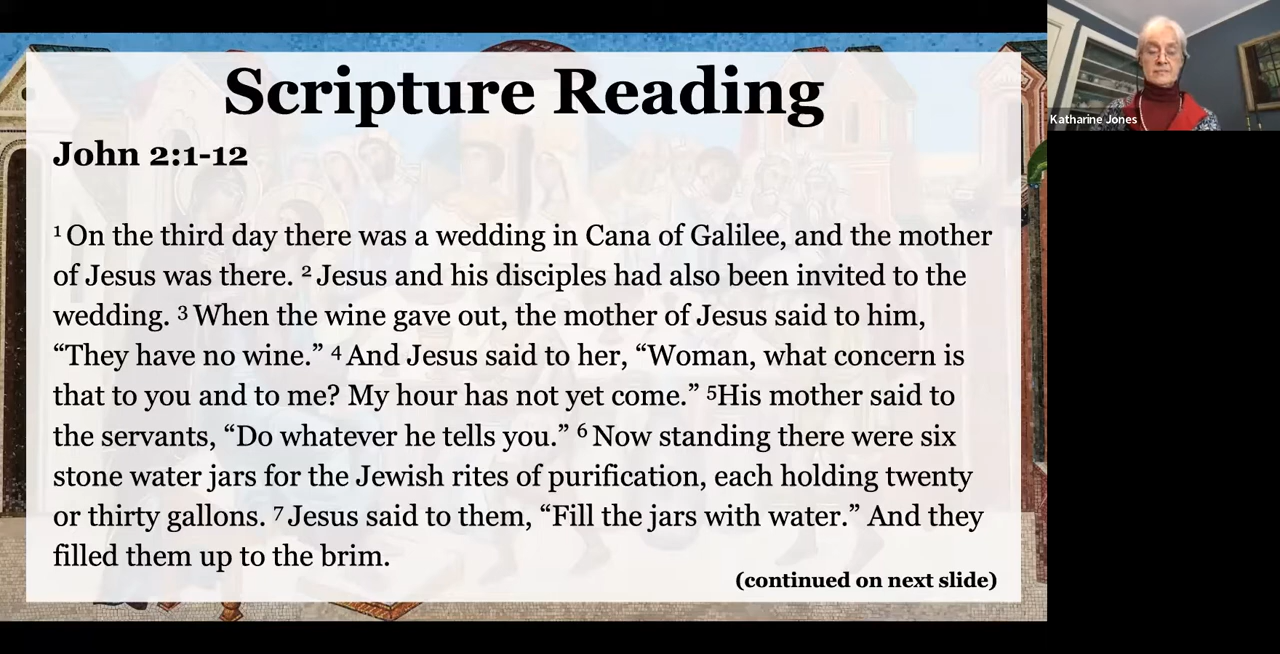 Scripture Reading
John 2:1-12
¹ On the third day there was a wedding in Cana of Galilee, and the mother
of Jesus was there. ² Jesus and his disciples had also been invited to the
wedding. ³ When the wine gave out, the mother of Jesus said to him,
“They have no wine.” ⁴ And Jesus said to her, “Woman, what concern is
that to you and to me? My hour has not yet come.” ⁵His mother said to
the servants, “Do whatever he tells you.” ⁶ Now standing there were six
stone water jars for the Jewish rites of purification, each holding twenty
or thirty gallons. ⁷ Jesus said to them, “Fill the jars with water.” And they
filled them up to the brim.
(continued on next slide)
Katharine Jones